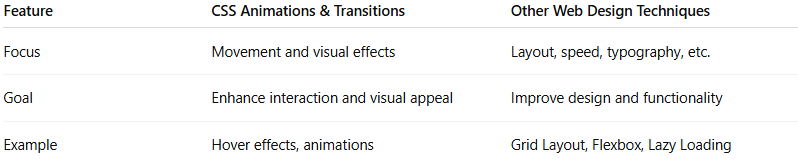 Feature CSS Animations & Transitions Other Web Design Techniques
Focus Movement and visual effects Layout, speed, typography, etc.
Goal Enhance interaction and visual appeal Improve design and functionality
Example Hover effects, animations Grid Layout, Flexbox, Lazy Loading